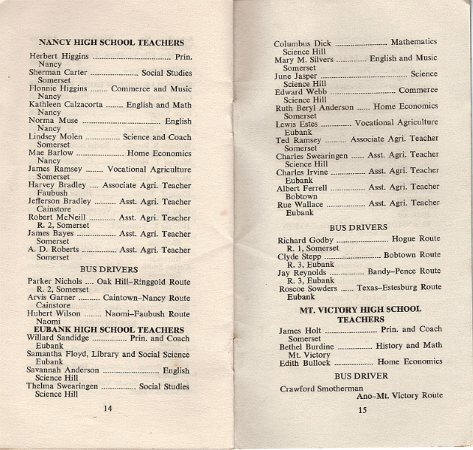 NANCY HIGH SCHOOL TEACHERS
Herbert Higgins .......................... Prin.
Nancy
Sherman Carter .................. Social Studies
Somerset
Flonnie Higgins ...... Commerce and Music
Nancy
Kathleen Calzacorta ...... English and Math
Nancy
Norma Muse .............................. English
Nancy
Lindsey Molen ............ Science and Coach
Somerset
Mae Barlow .................. Home Economics
Nancy
James Ramsey ........ Vocational Agriculture
Somerset
Harvey Bradley .... Associate Agri. Teacher
Faubush
Jefferson Bradley ........ Asst. Agri. Teacher
Cainstore
Robert McNeill .......... Asst. Agri. Teacher
R. 2, Somerset
James Bayes .............. Asst. Agri. Teacher
Somerset
A. D. Roberts ............ Asst. Agri. Teacher
Somerset
BUS DRIVERS
Parker Nichols .... Oak Hill-Ringgold Route
R. 2, Somerset
Arvis Garner .......... Caintown-Nancy Route
Cainstore
Hubert Wilson ...... Naomi-Faubush Route
Naomi
EUBANK HIGH SCHOOL TEACHERS
Willard Sandidge .......... Prin. and Coach
Eubank
Samantha Floyd, Library and Social Science
Eubank
Savannah Anderson .................. English
Science Hill
Thelma Swearingen ............ Social Studies
Science Hill
14
Columbus Dick .................... Mathematics
Science Hill
Mary M. Silvers .......... English and Music
Somerset
June Jasper .............................. Science
Science Hill
Edward Webb ........................ Commerce
Science Hill
Ruth Beryl Anderson ...... Home Economics
Somerset
Lewis Estes .......... Vocational Agriculture
Eubank
Ted Ramsey ........ Associate Agri. Teacher
Somerset
Charles Swearingen ...... Asst. Agri. Teacher
Science Hill
Charles Irvine ............ Asst. Agri. Teacher
Eubank
Albert Ferrell ............ Asst. Agri. Teacher
Bobtown
Rue Wallace .............. Asst. Agri. Teacher
Eubank
BUS DRIVERS
Richard Godby .................. Hogue Route
R. 1, Somerset
Clyde Stepp .................. Bobtown Route
R. 3, Eubank
Jay Reynolds .......... Bandy-Pence Route
R. 3, Eubank
Roscoe Sowders ...... Texas-Estesburg Route
Eubank
MT. VICTORY HIGH SCHOOL
TEACHERS
James Holt .................. Prin. and Coach
Somerset
Bethel Burdine ............ History and Math
Mt. Victory
Edith Bullock .............. Home Economics
BUS DRIVER
Crawford Smotherman
Ano-Mt. Victory Route
15